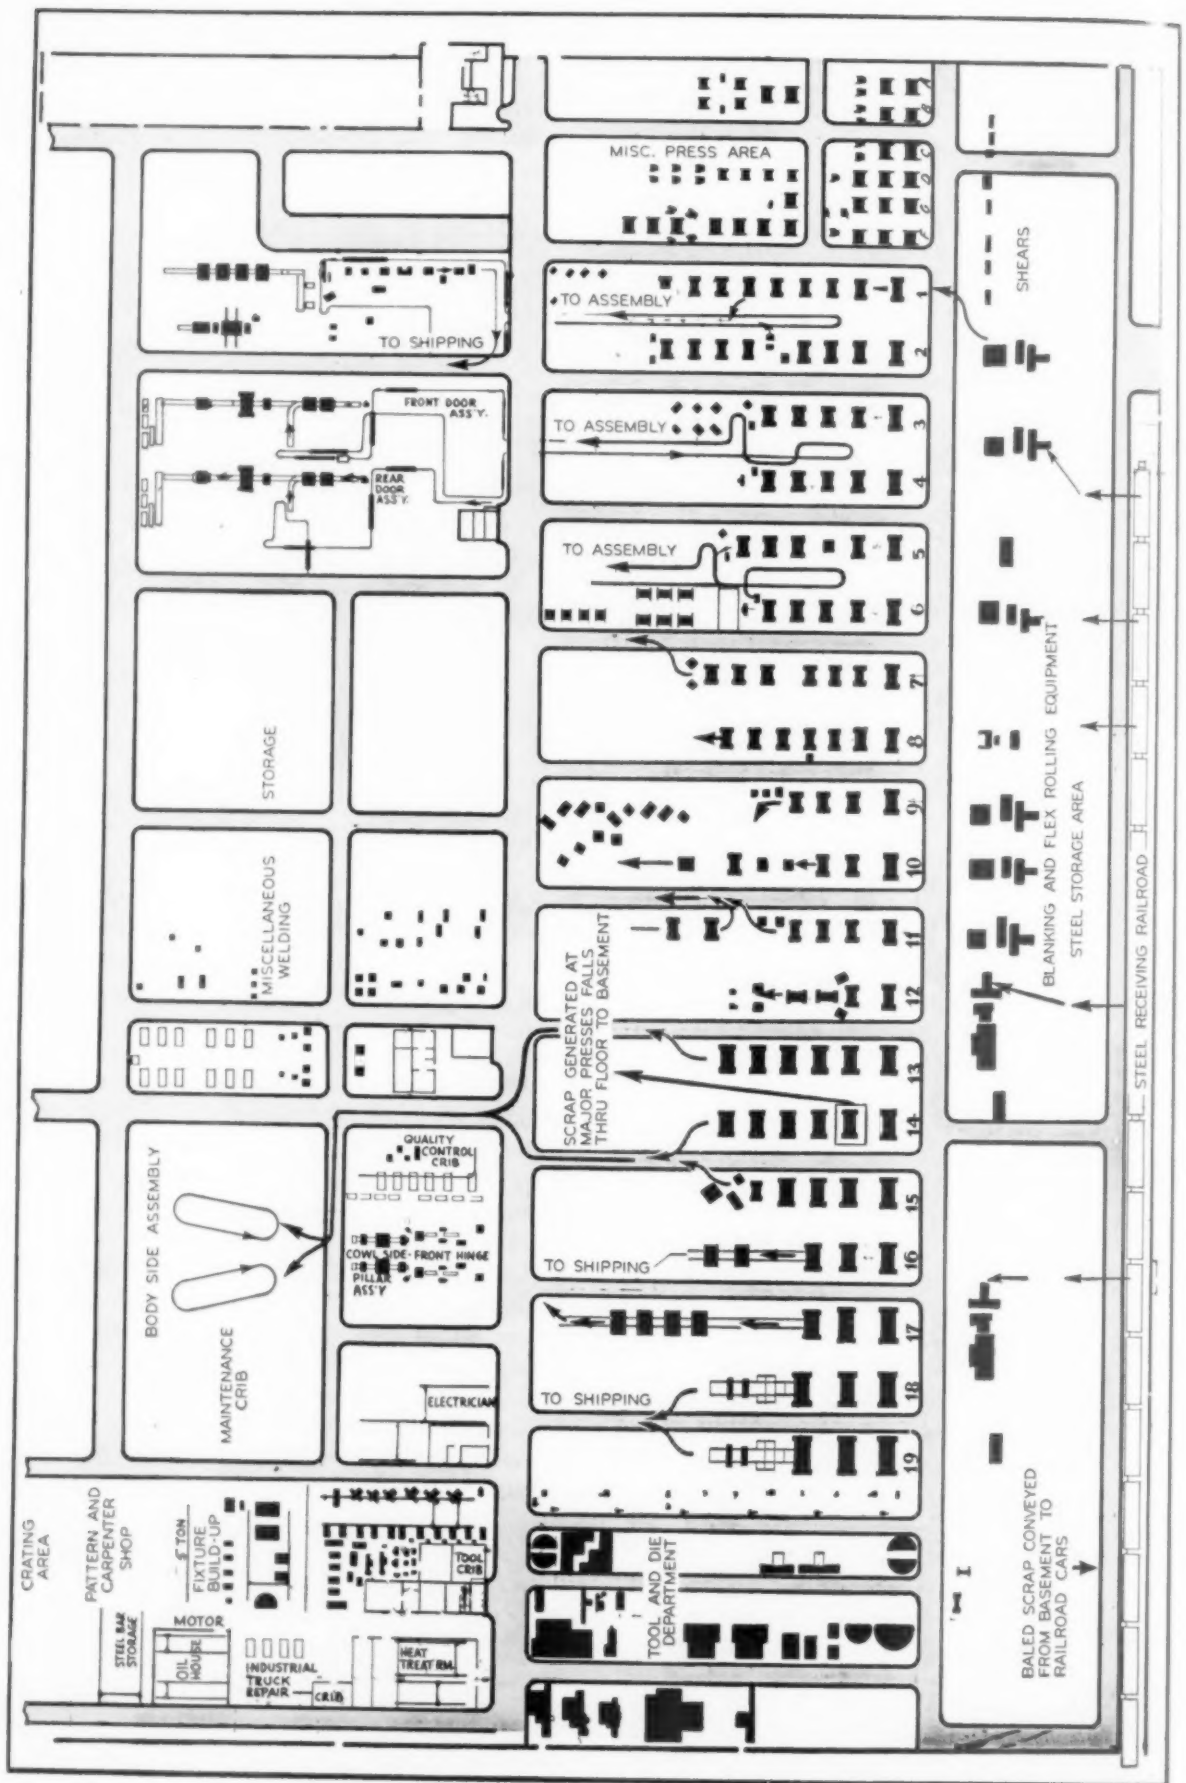 MISC. PRESS AREA
A
B
C
D
F
SHEARS
TO ASSEMBLY
1
2
TO SHIPPING
FRONT DOOR
ASS'Y.
REAR
DOOR
ASS'Y.
TO ASSEMBLY
3
4
TO ASSEMBLY
5
6
7
8
STORAGE
9
10
BLANKING AND FLEX ROLLING EQUIPMENT
STEEL STORAGE AREA
STEEL RECEIVING RAILROAD
MISCELLANEOUS
WELDING
11
12
SCRAP GENERATED AT
MAJOR PRESSES FALLS
THRU FLOOR TO BASEMENT
13
14
BODY SIDE ASSEMBLY
QUALITY
CONTROL
CRIB
COWL SIDE - FRONT HINGE
PILLAR
ASS'Y
15
TO SHIPPING
16
MAINTENANCE
CRIB
17
ELECTRICIAN
TO SHIPPING
18
19
CRATING
AREA
PATTERN AND
CARPENTER
SHOP
5 TON
FIXTURE
BUILD-UP
TOOL
CRIB
STEEL BAR
STORAGE
MOTOR
OIL
HOUSE
INDUSTRIAL
TRUCK
REPAIR
CRIB
HEAT
TREAT RM.
TOOL AND DIE
DEPARTMENT
BALED SCRAP CONVEYED
FROM BASEMENT TO
RAILROAD CARS